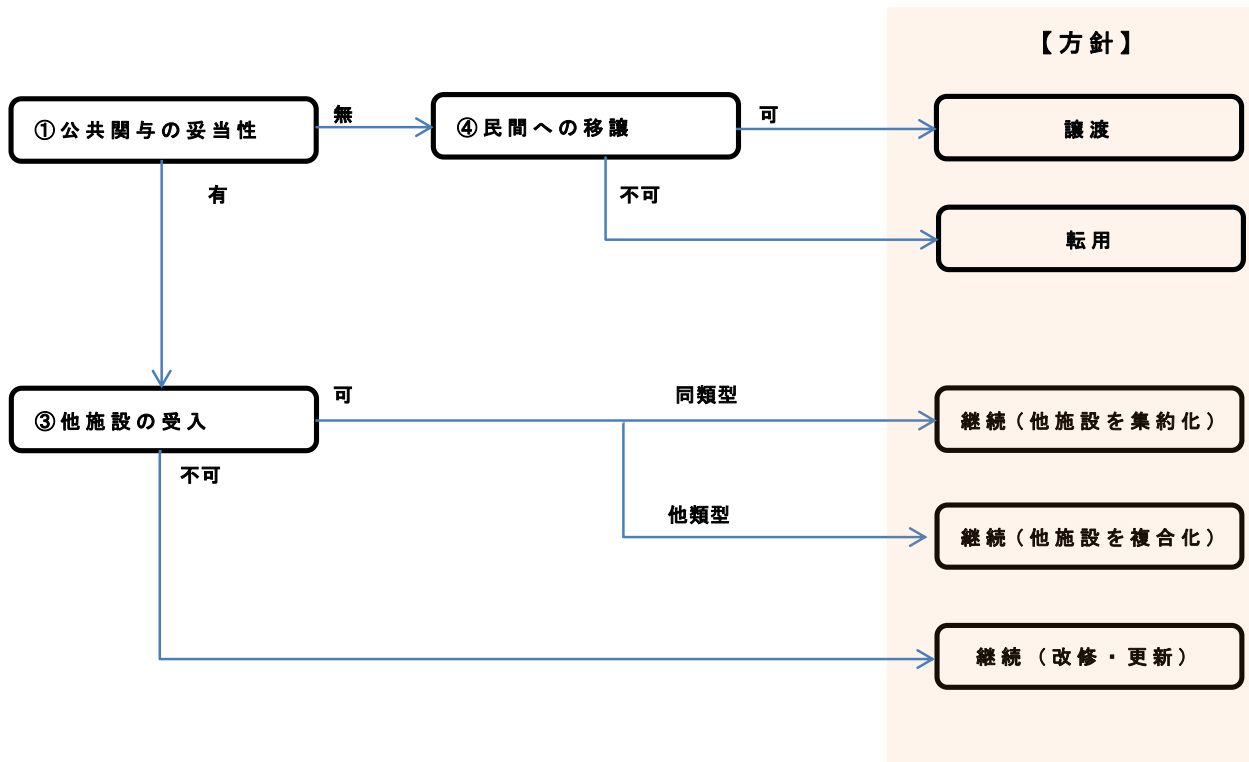 【方針】
①公共関与の妥当性
無
④民間への移譲
可
譲渡
有
不可
転用
③他施設の受入
可
同類型
継続(他施設を集約化)
不可
他類型
継続(他施設を複合化)
継続(改修・更新)